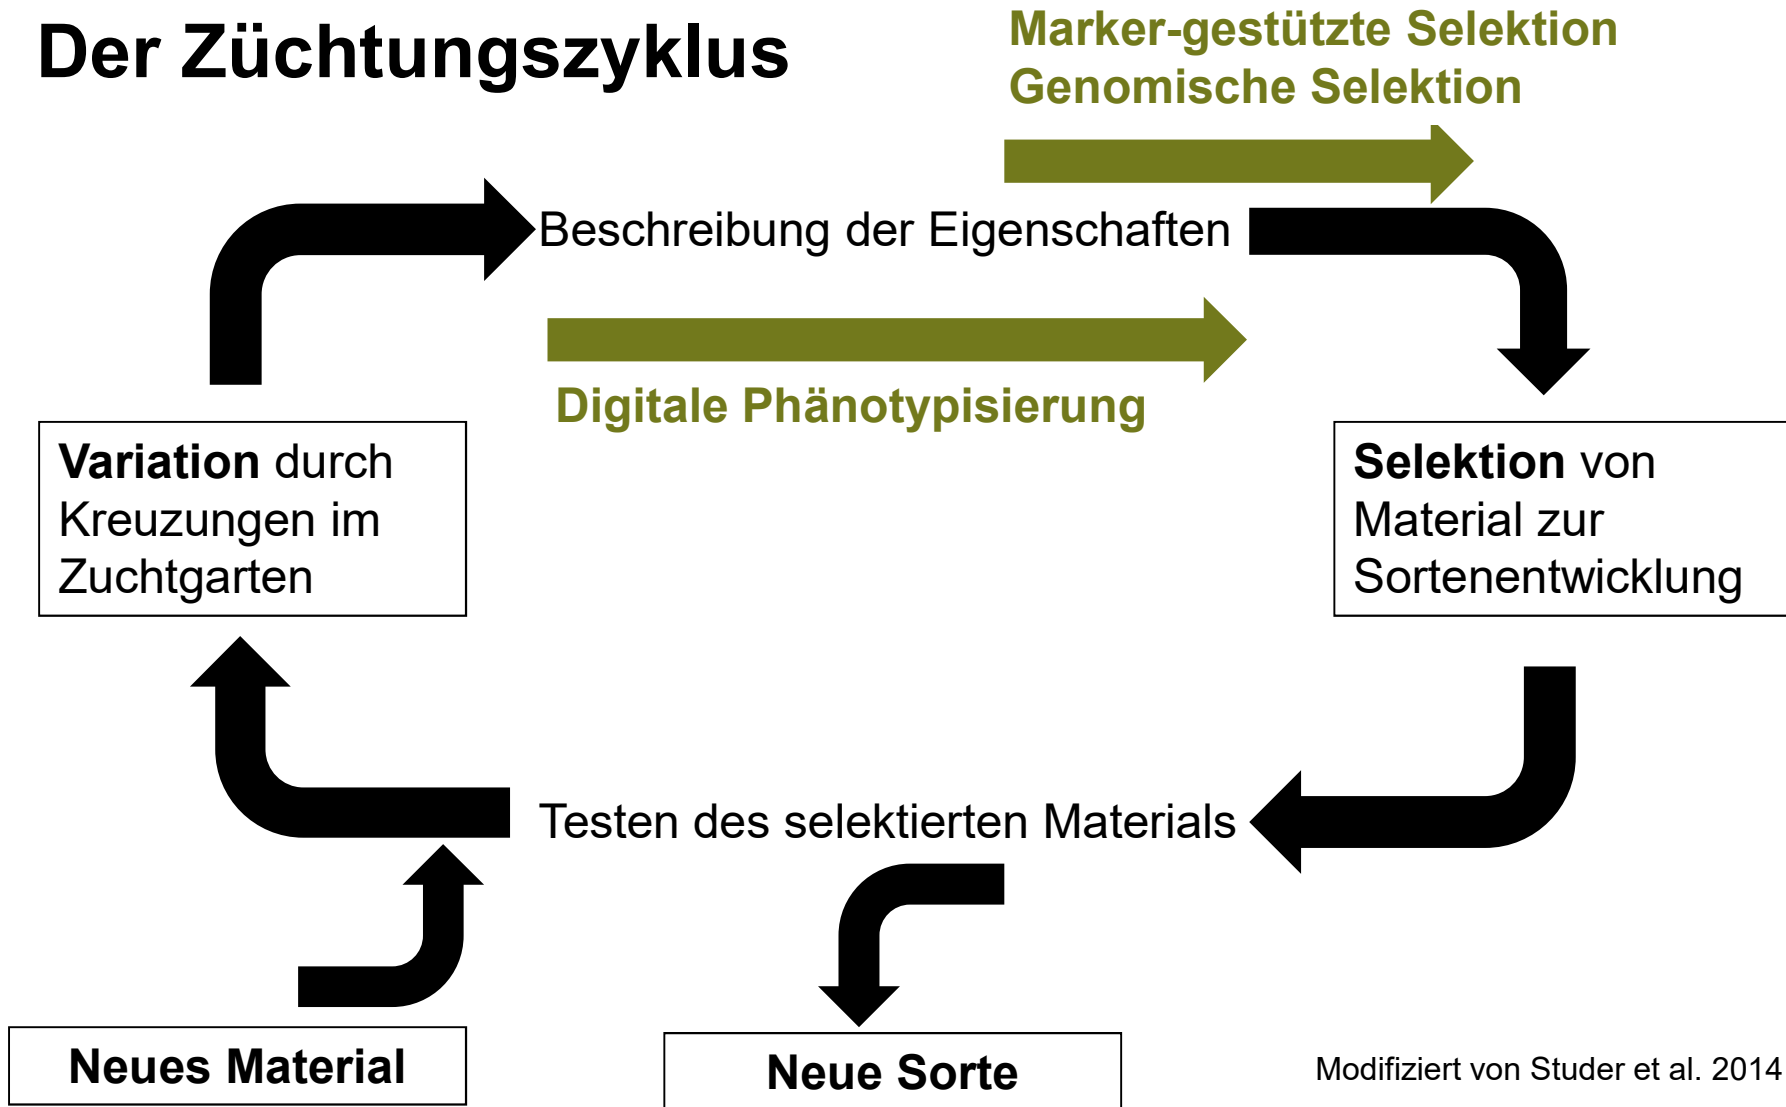 Der Züchtungszyklus
Marker-gestützte Selektion
Genomische Selektion
Beschreibung der Eigenschaften
Digitale Phänotypisierung
Variation durch
Kreuzungen im
Zuchtgarten
Selektion von
Material zur
Sortenentwicklung
Testen des selektierten Materials
Neues Material
Neue Sorte
Modifiziert von Studer et al. 2014